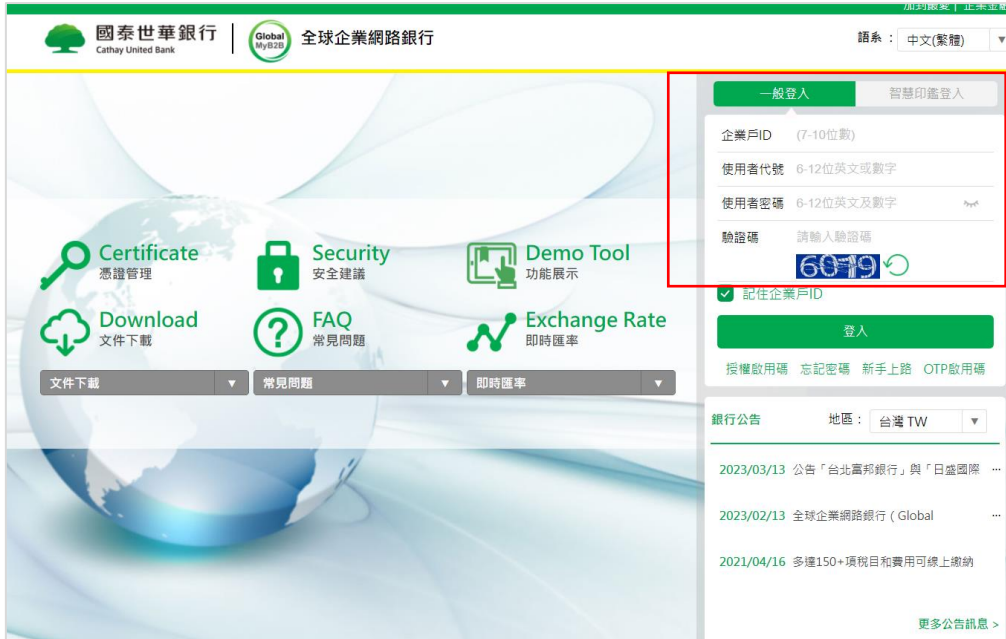 加到最愛 | 企業金融
國泰世華銀行
Cathay United Bank
Global
MyB2B
全球企業網路銀行
語系：
中文(繁體)
一般登入
智慧印鑑登入
企業戶ID
(7-10位數)
使用者代號
6-12位英文或數字
使用者密碼
6-12位英文及數字
驗證碼
請輸入驗證碼
6019
記住企業戶ID
登入
授權啟用碼 忘記密碼 新手上路 OTP啟用碼
Certificate
憑證管理
Security
安全建議
Demo Tool
功能展示
Download
文件下載
FAQ
常見問題
Exchange Rate
即時匯率
文件下載
常見問題
即時匯率
銀行公告
地區：
台灣 TW
2023/03/13 公告「台北富邦銀行」與「日盛國際 ...
2023/02/13 全球企業網路銀行 ( Global ...
2021/04/16 多達150+項稅目和費用可線上繳納
更多公告訊息 >